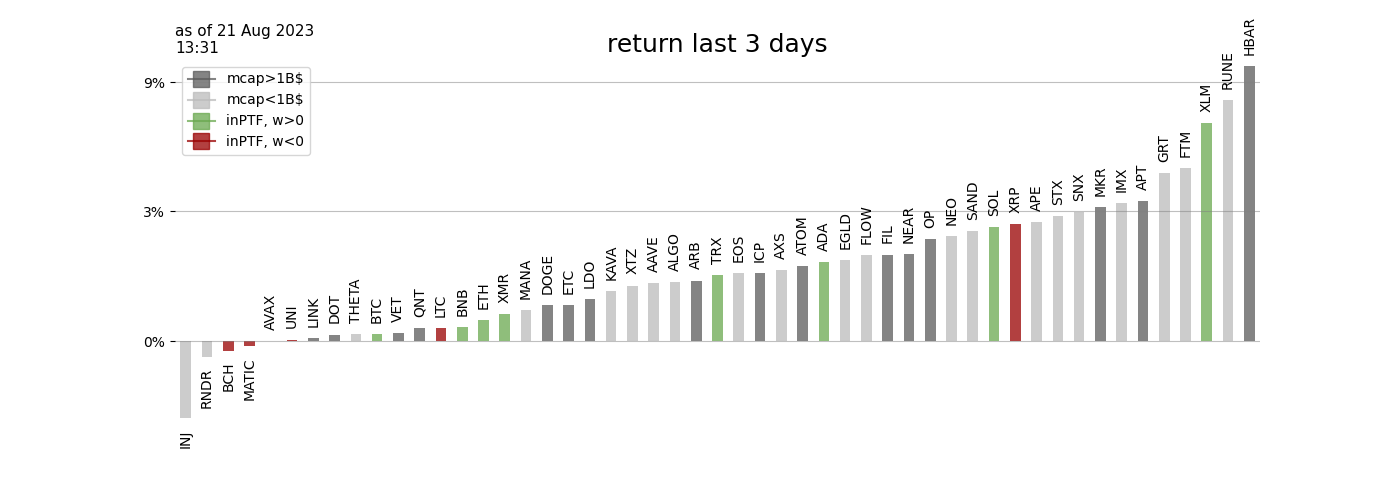 as of 21 Aug 2023
13:31
return last 3 days
mcap>1B$
mcap<1B$
inPTF, w>0
inPTF, w<0
9%
3%
0%
INJ
RNDR
BCH
MATIC
AVAX
UNI
LINK
DOT
THETA
BTC
VET
QNT
LTC
BNB
ETH
XMR
MANA
DOGE
ETC
LDO
KAVA
XTZ
AAVE
ALGO
ARB
TRX
EOS
ICP
AXS
ATOM
ADA
EGLD
FLOW
FIL
NEAR
OP
NEO
SAND
SOL
XRP
APE
STX
SNX
MKR
IMX
APT
GRT
FTM
XLM
RUNE
HBAR